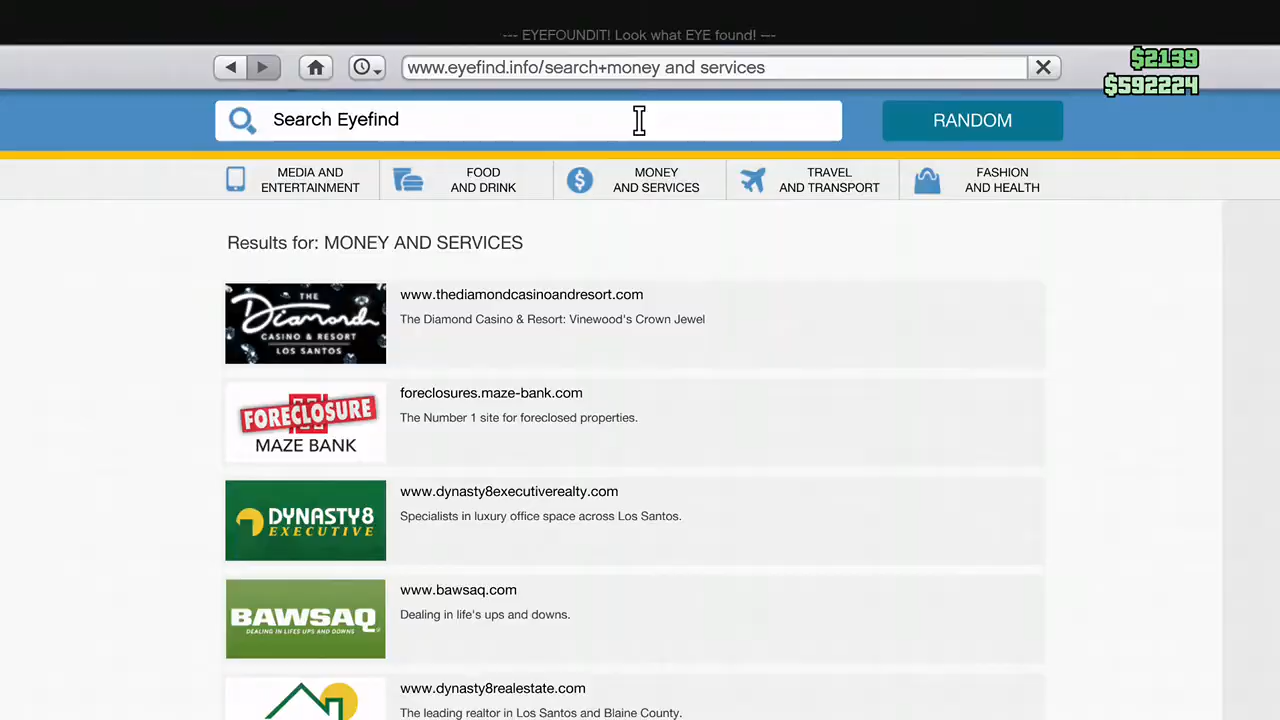 --- EYEFOUNDIT! Look what EYE found! ---
www.eyefind.info/search+money and services
$2139
$592224
Search Eyefind
RANDOM
MEDIA AND
ENTERTAINMENT
FOOD
AND DRINK
MONEY
AND SERVICES
TRAVEL
AND TRANSPORT
FASHION
AND HEALTH
Results for: MONEY AND SERVICES
THE
Diamond
CASINO & RESORT
LOS SANTOS
www.thediamondcasinoandresort.com
The Diamond Casino & Resort: Vinewood's Crown Jewel
FORECLOSURE
MAZE BANK
foreclosures.maze-bank.com
The Number 1 site for foreclosed properties.
DYNASTY8
EXECUTIVE
www.dynasty8executiverealty.com
Specialists in luxury office space across Los Santos.
BAWSAQ
DEALING IN LIFE'S UPS AND DOWNS
www.bawsaq.com
Dealing in life's ups and downs.
www.dynasty8realestate.com
The leading realtor in Los Santos and Blaine County.